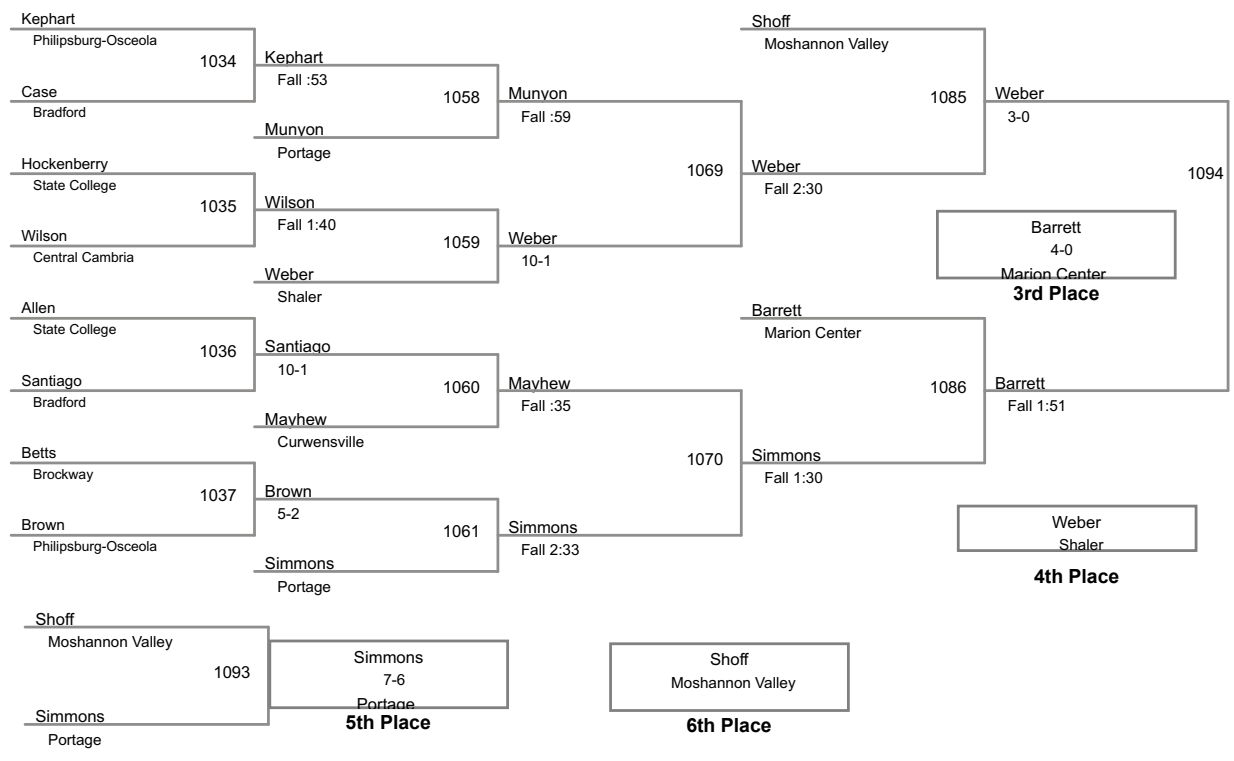 Kephart
Philipsburg-Osceola
1034
Case
Bradford
Hockenberry
State College
1035
Wilson
Central Cambria
Allen
State College
1036
Santiago
Bradford
Betts
Brockway
1037
Brown
Philipsburg-Osceola
Kephart
Fall :53
1058
Munyon
Portage
Wilson
Fall 1:40
1059
Weber
Shaler
Santiago
10-1
1060
Mayhew
Curwensville
Brown
5-2
1061
Simmons
Portage
Munyon
Fall :59
1069
Weber
10-1
Mayhew
Fall :35
1070
Simmons
Fall 2:33
Shoff
Moshannon Valley
1085
Weber
Fall 2:30
Barrett
Marion Center
1086
Simmons
Fall 1:30
Weber
3-0
1094
Barrett
Fall 1:51
Barrett
4-0
Marion Center
3rd Place
Weber
Shaler
4th Place
Shoff
Moshannon Valley
1093
Simmons
Portage
Simmons
7-6
Portage
5th Place
Shoff
Moshannon Valley
6th Place